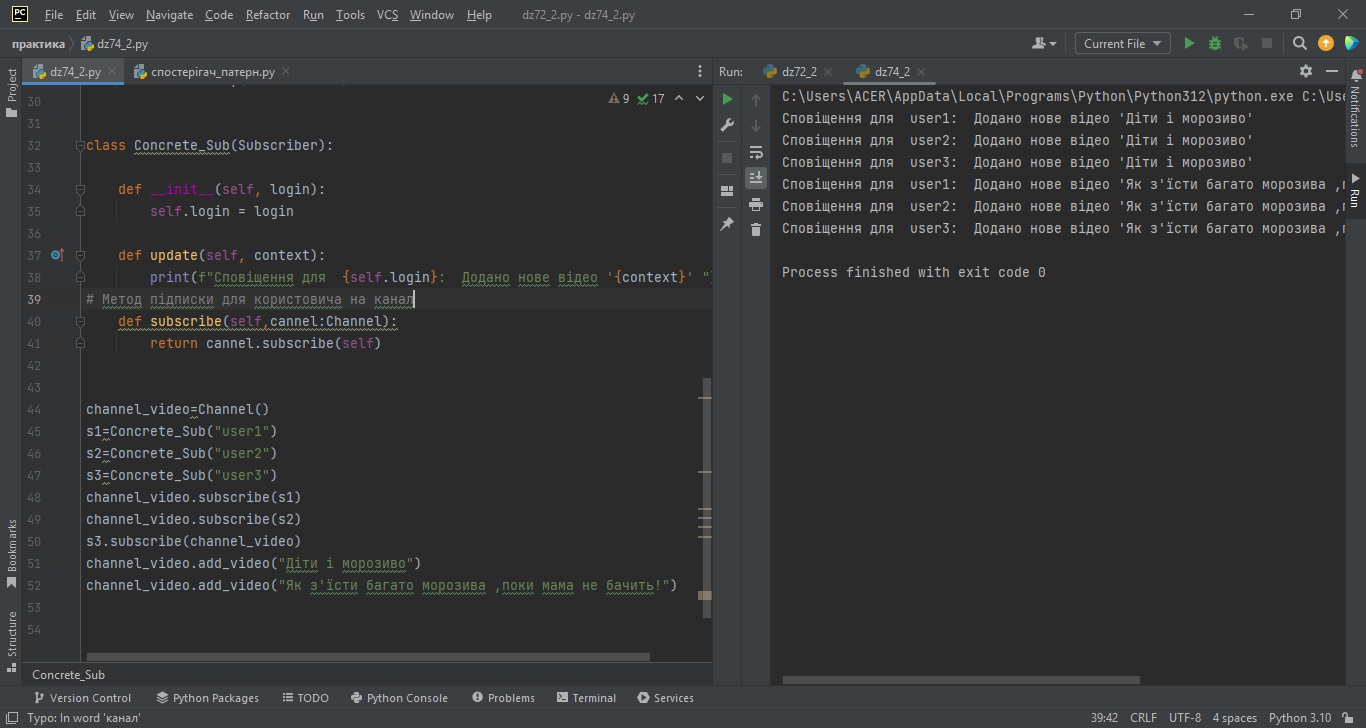 PC File Edit View Navigate Code Refactor Run Tools VCS Window Help dz72_2.py - dz74_2.py
практика dz74_2.py Current File
Project
dz74_2.py спостерігач_патерн.py
Run: dz72_2 dz74_2
Notifications
Run
9 17
30
31
32 class Concrete_Sub(Subscriber):
33
34 def __init__(self, login):
35 self.login = login
36
37 def update(self, context):
38 print(f"Сповіщення для  {self.login}:  Додано нове відео '{context}' "
39 # Метод підписки для користовича на канал
40 def subscribe(self,cannel:Channel):
41 return cannel.subscribe(self)
42
43
44 channel_video=Channel()
45 s1=Concrete_Sub("user1")
46 s2=Concrete_Sub("user2")
47 s3=Concrete_Sub("user3")
48 channel_video.subscribe(s1)
49 channel_video.subscribe(s2)
50 s3.subscribe(channel_video)
51 channel_video.add_video("Діти і морозиво")
52 channel_video.add_video("Як з'їсти багато морозива ,поки мама не бачить!")
53
54
C:\Users\ACER\AppData\Local\Programs\Python\Python312\python.exe C:\Use
Сповіщення для  user1:  Додано нове відео 'Діти і морозиво'
Сповіщення для  user2:  Додано нове відео 'Діти і морозиво'
Сповіщення для  user3:  Додано нове відео 'Діти і морозиво'
Сповіщення для  user1:  Додано нове відео 'Як з'їсти багато морозива ,п
Сповіщення для  user2:  Додано нове відео 'Як з'їсти багато морозива ,п
Сповіщення для  user3:  Додано нове відео 'Як з'їсти багато морозива ,п
Process finished with exit code 0
Bookmarks
Structure
Concrete_Sub
Version Control Python Packages TODO Python Console Problems Terminal Services
Typo: In word 'канал' 39:42 CRLF UTF-8 4 spaces Python 3.10